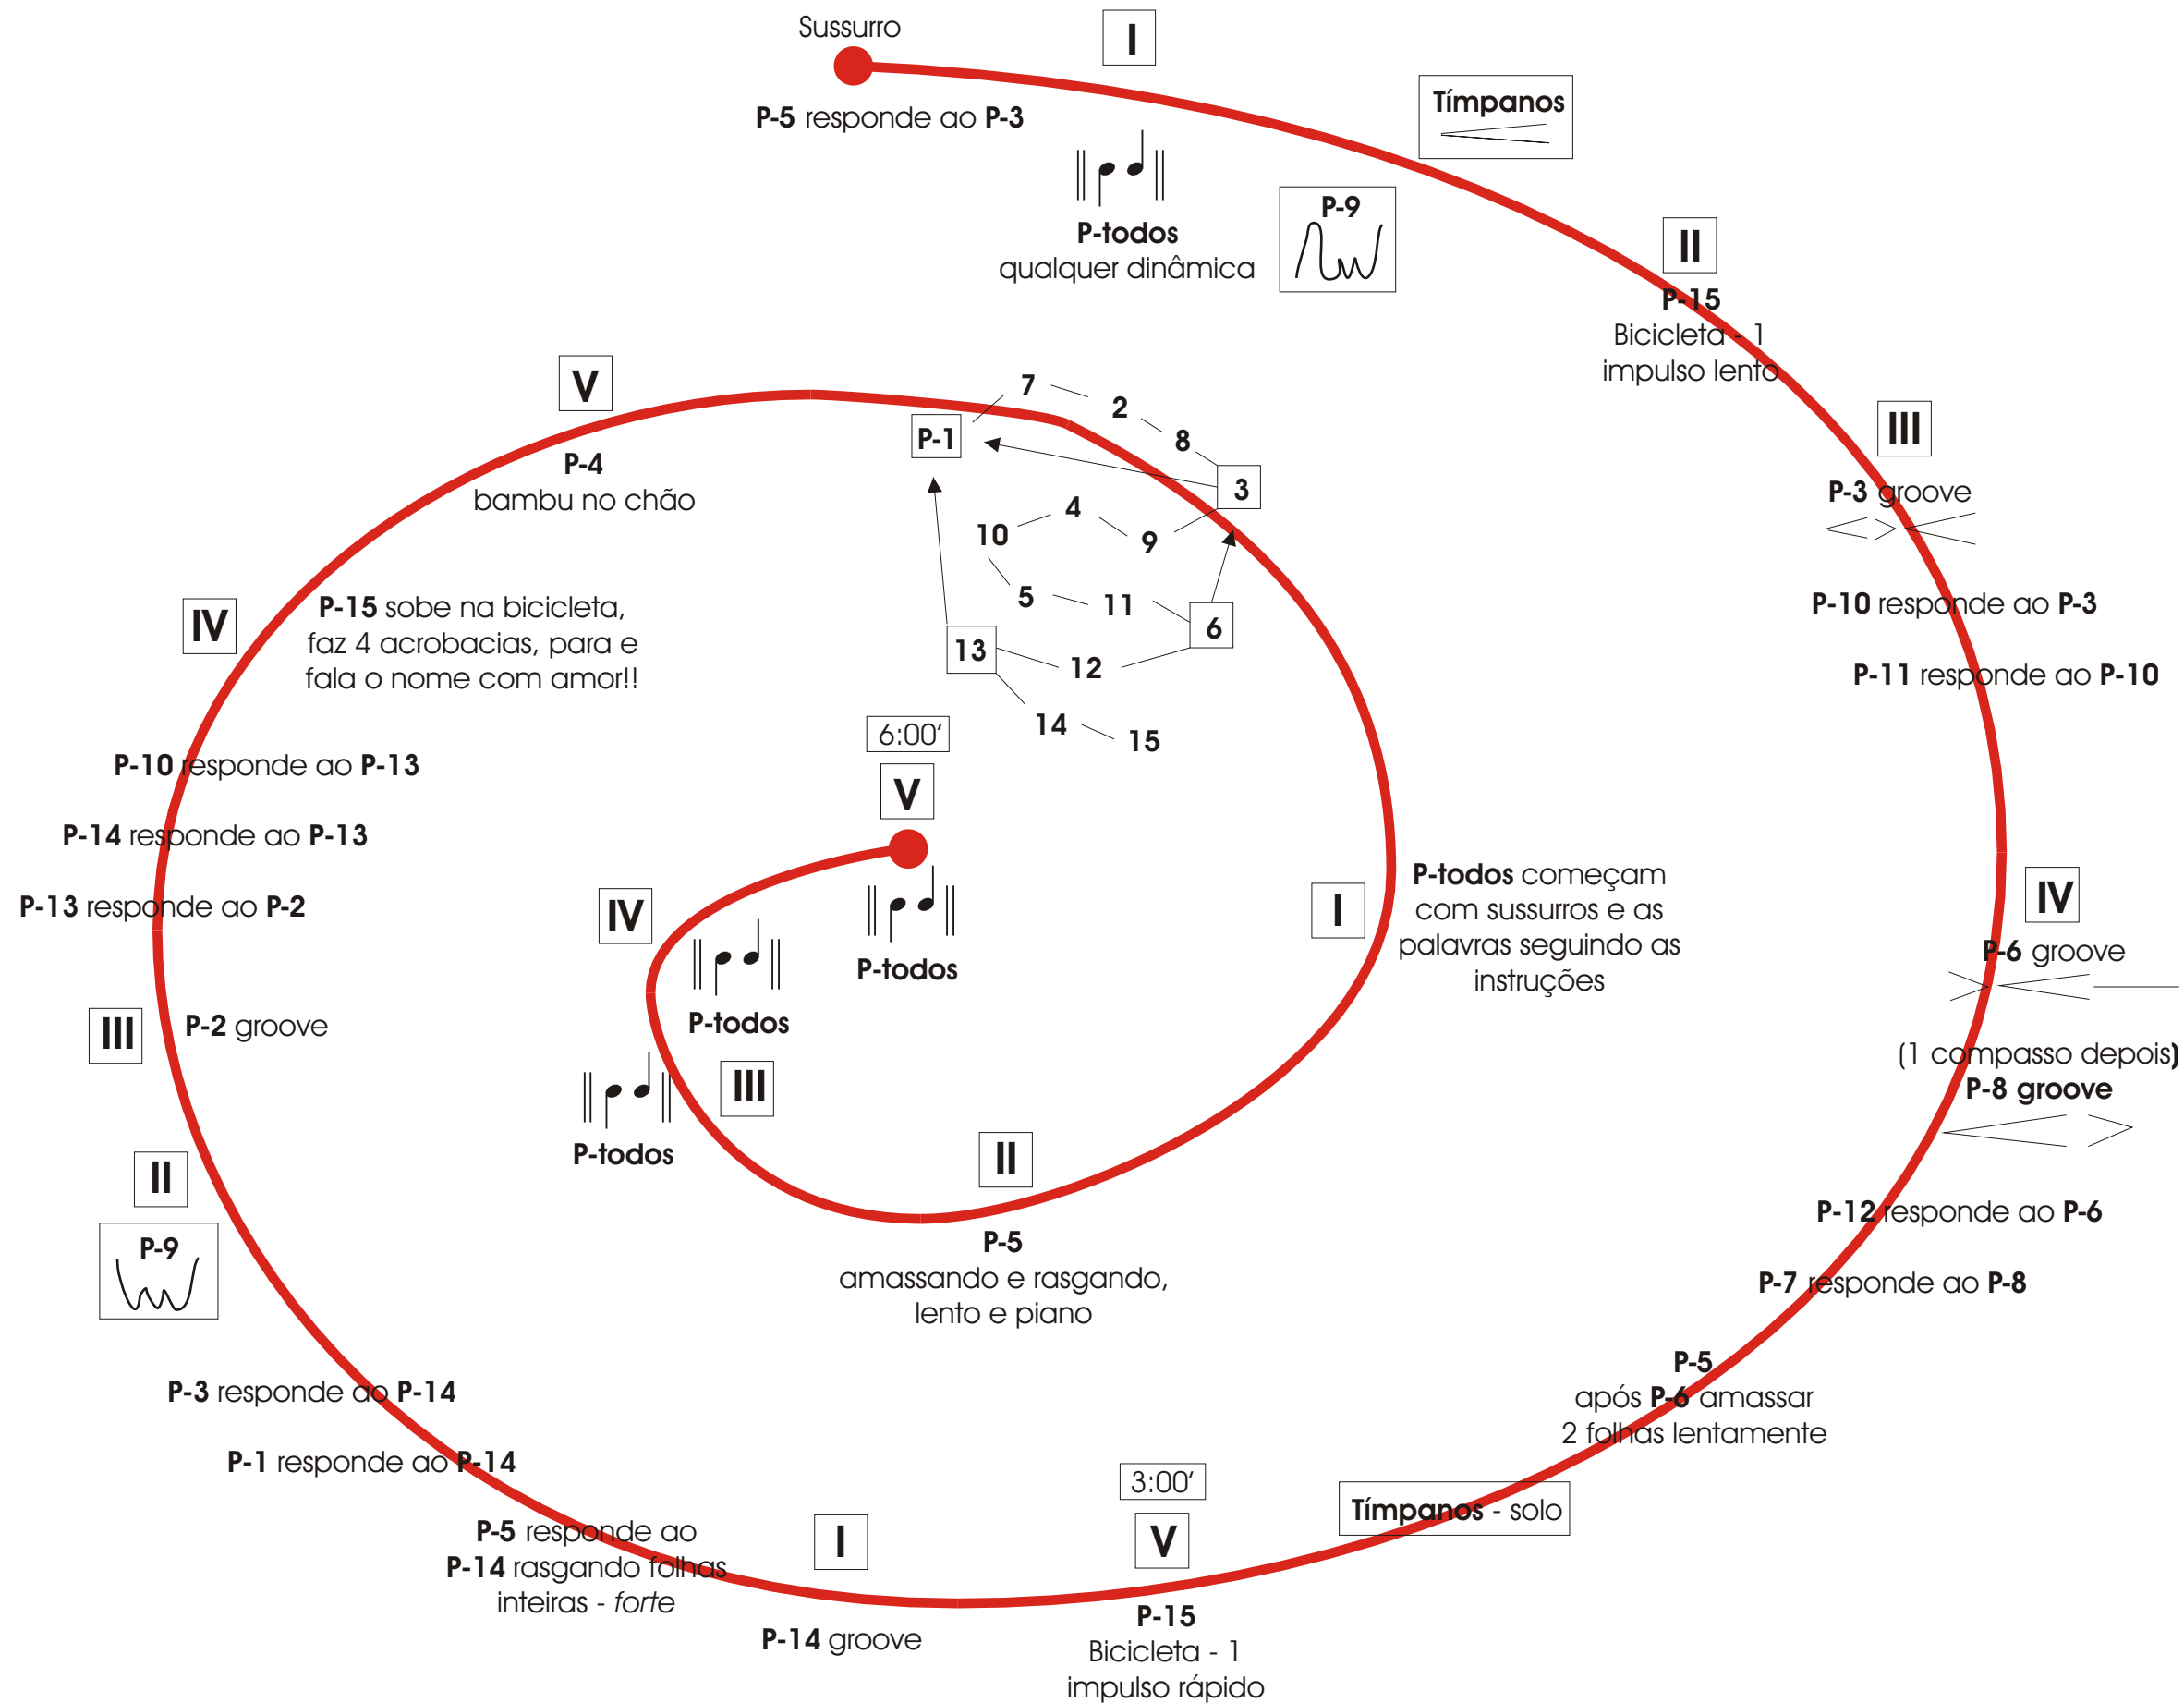 Sussurro
I
P-5 responde ao P-3
Tímpanos
P-todos
qualquer dinâmica
P-9
II
P-15
Bicicleta - 1
impulso lento
III
P-3 groove
P-10 responde ao P-3
P-11 responde ao P-10
IV
P-6 groove
(1 compasso depois)
P-8 groove
P-12 responde ao P-6
P-7 responde ao P-8
P-5
após P-6 amassar
2 folhas lentamente
Tímpanos - solo
3:00'
V
P-15
Bicicleta - 1
impulso rápido
I
P-14 groove
P-5 responde ao
P-14 rasgando folhas
inteiras - forte
P-1 responde ao P-14
P-3 responde ao P-14
II
P-9
III
P-2 groove
P-13 responde ao P-2
P-14 responde ao P-13
P-10 responde ao P-13
IV
P-15 sobe na bicicleta,
faz 4 acrobacias, para e
fala o nome com amor!!
V
P-4
bambu no chão
P-1
7
2
8
3
9
4
10
5
11
6
12
13
14
15
I
P-todos começam
com sussurros e as
palavras seguindo as
instruções
II
P-5
amassando e rasgando,
lento e piano
III
P-todos
IV
P-todos
6:00'
V
P-todos